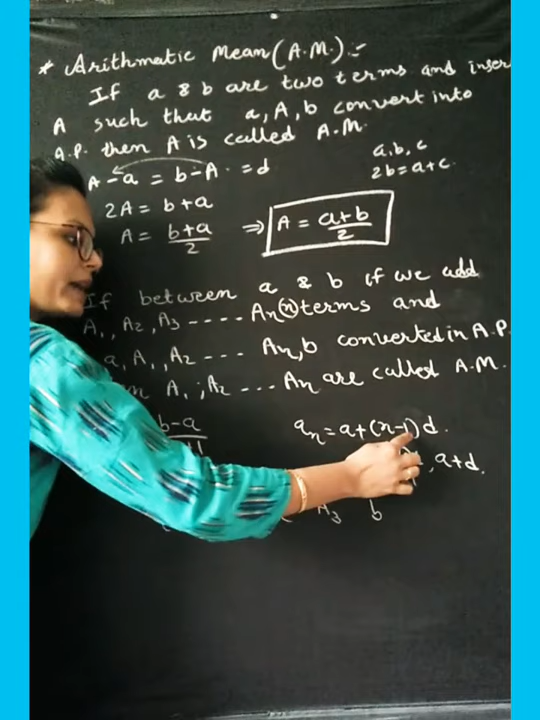 * Arithmatic Mean (A.M.) :-
If a & b are two terms and inser
A such that a, A, b convert into
A.P. then A is called A.M.
A - a = b - A = d
a, b, c
2b = a + c
2A = b + a
A = b+a/2 ⇒ A = a+b/2
If between a & b if we add
A1, A2, A3 ---- An (n) terms and
a, A1, A2 --- An, b converted in A.P.
A1, A2 --- An are called A.M.
b-a
an = a + (n-1) d.
, a+d.
A3 b